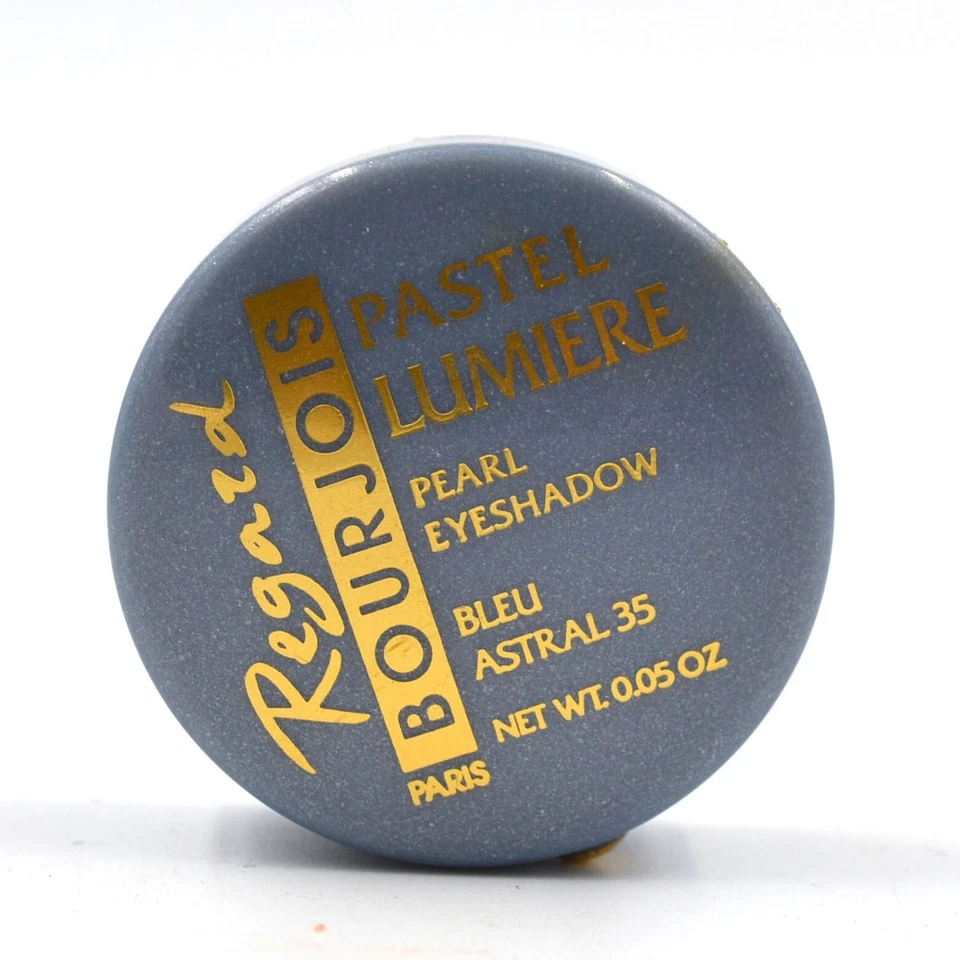 Regard
BOURJOIS
PARIS
PASTEL
LUMIERE
PEARL
EYESHADOW
BLEU
ASTRAL 35
NET WT. 0.05 OZ